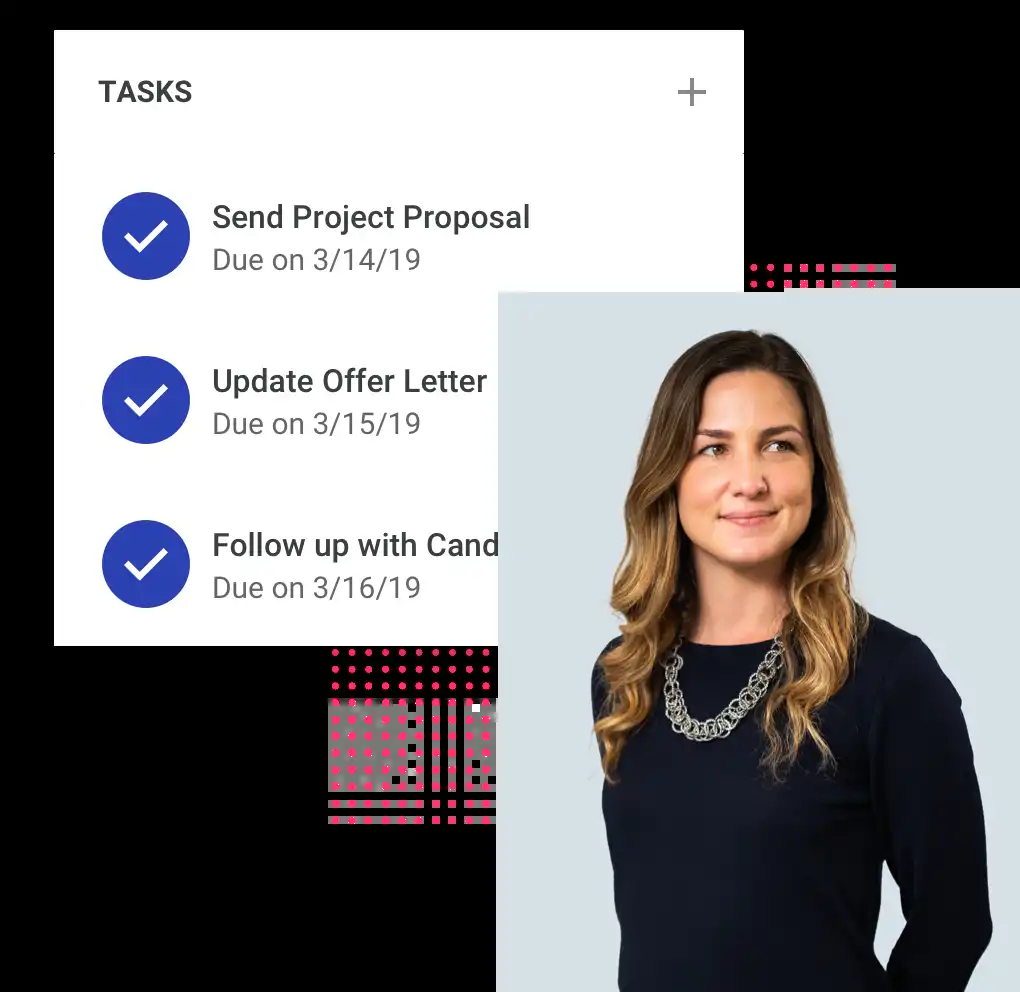 TASKS
Send Project Proposal
Due on 3/14/19
Update Offer Letter
Due on 3/15/19
Follow up with Cand
Due on 3/16/19